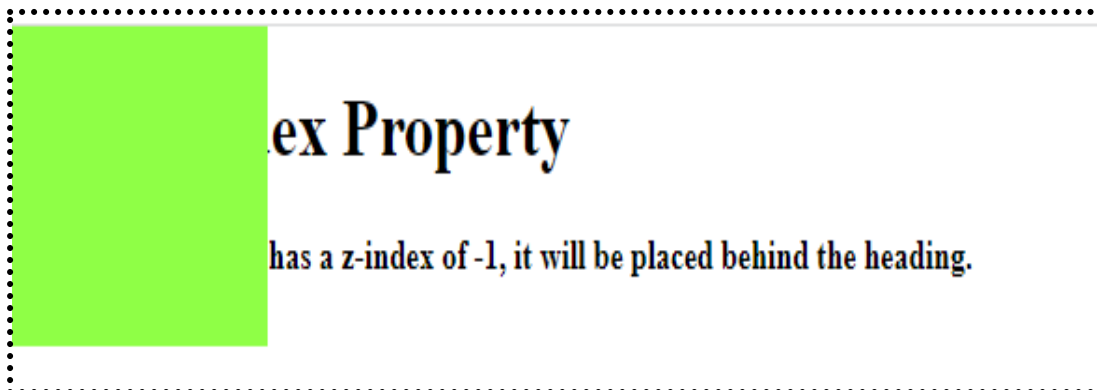 ex Property
has a z-index of -1, it will be placed behind the heading.